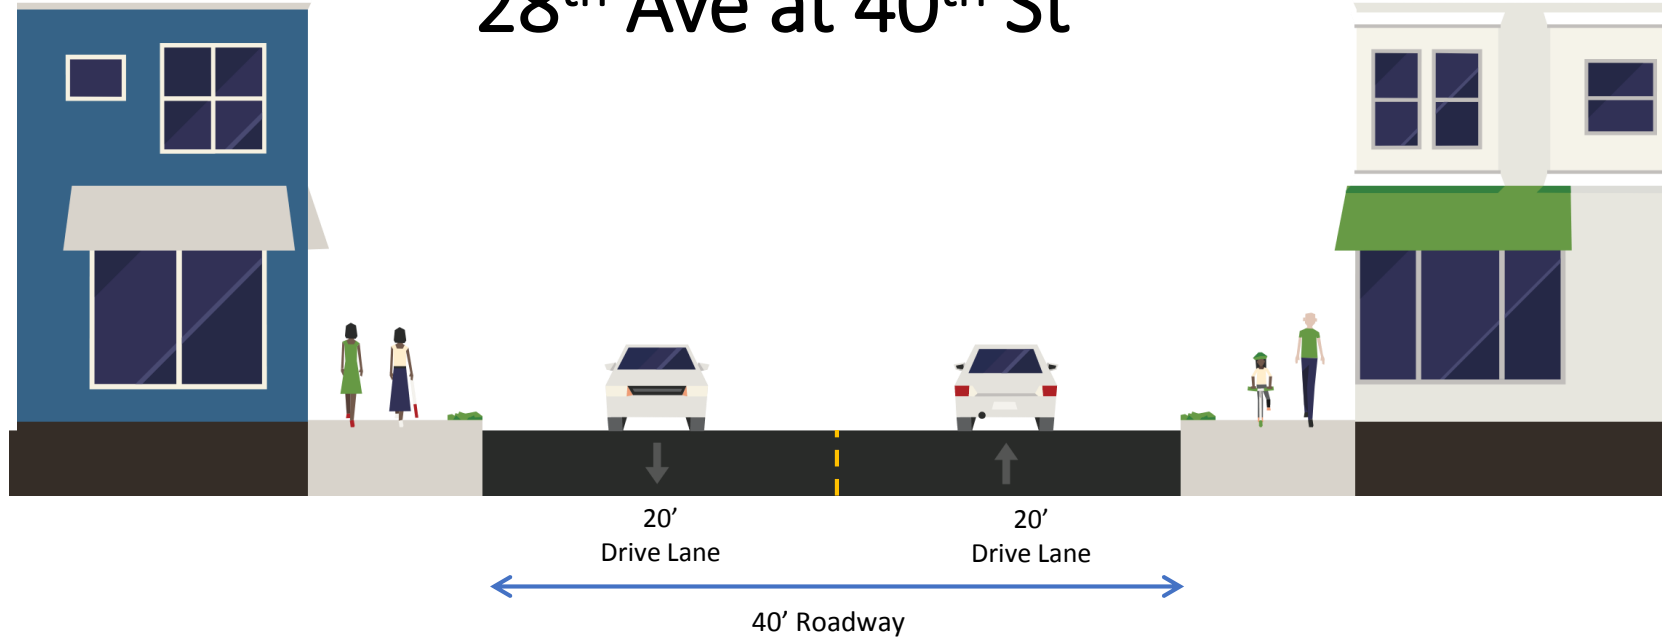 28th Ave at 40th St
20’
Drive Lane
20’
Drive Lane
40’ Roadway